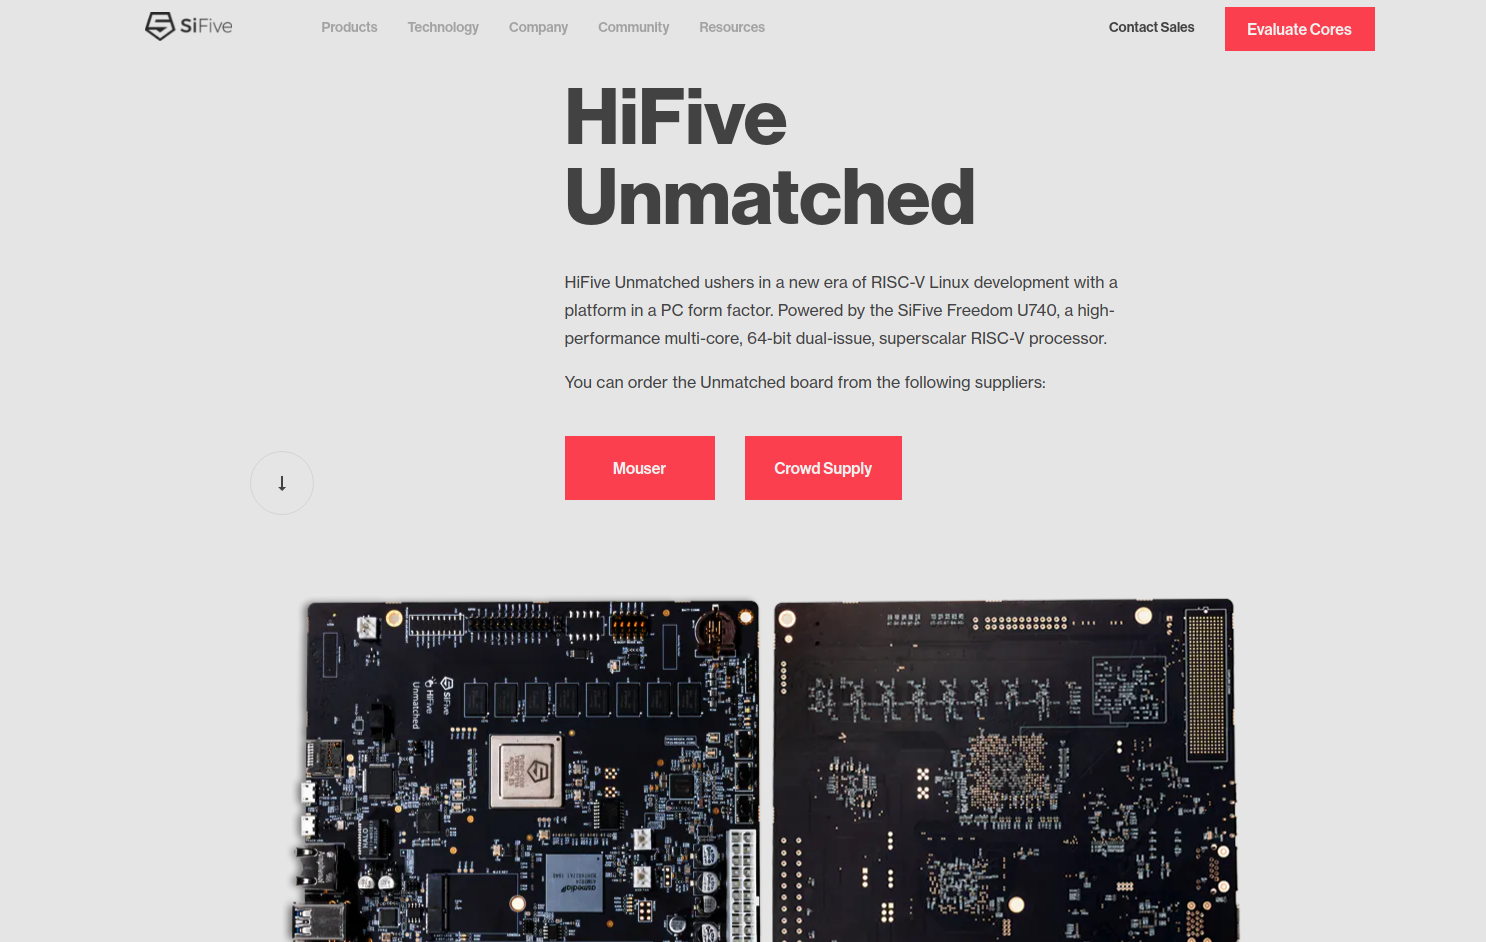 SiFive
Products
Technology
Company
Community
Resources
Contact Sales
Evaluate Cores
HiFive
Unmatched
HiFive Unmatched ushers in a new era of RISC-V Linux development with a
platform in a PC form factor. Powered by the SiFive Freedom U740, a high-
performance multi-core, 64-bit dual-issue, superscalar RISC-V processor.
You can order the Unmatched board from the following suppliers:
Mouser
Crowd Supply
SiFive
HiFive
Unmatched
asmedia